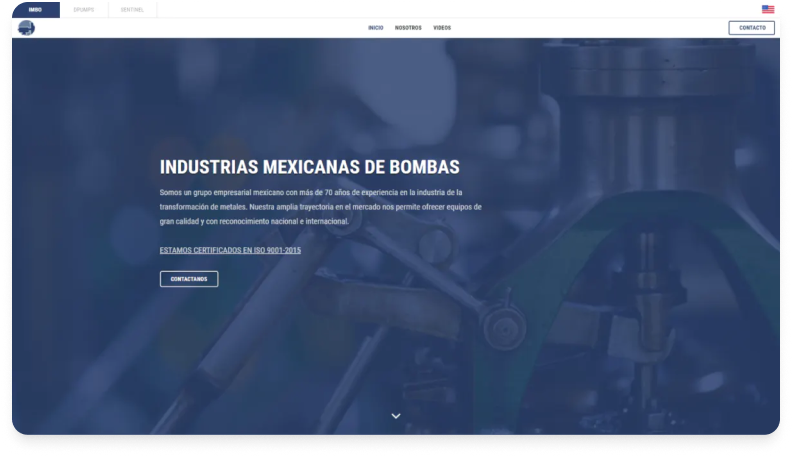 SENTINEL
INICIO NOSOTROS VIDEOS
CONTACTO
INDUSTRIAS MEXICANAS DE BOMBAS
Somos un grupo empresarial mexicano con más de 70 años de experiencia en la industria de la
transformación de metales. Nuestra amplia trayectoria en el mercado nos permite ofrecer equipos de
gran calidad y con reconocimiento nacional e internacional.
ESTAMOS CERTIFICADOS EN ISO 9001-2015
CONTACTANOS